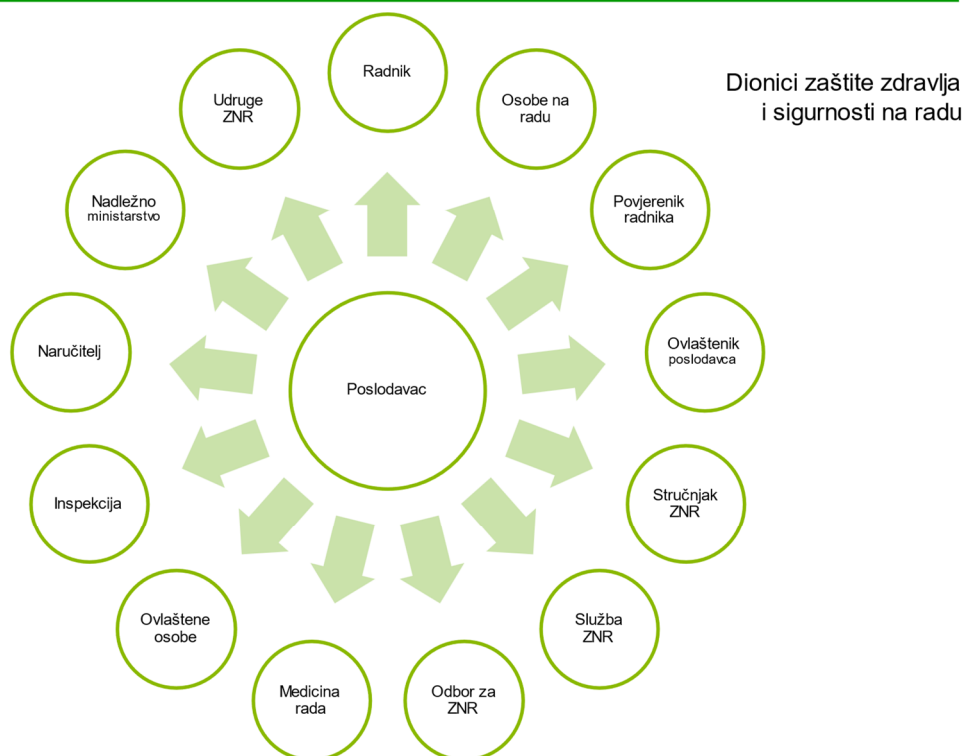 Dionici zaštite zdravlja
i sigurnosti na radu
Radnik
Osobe na
radu
Povjerenik
radnika
Ovlaštenik
poslodavca
Stručnjak
ZNR
Služba
ZNR
Odbor za
ZNR
Medicina
rada
Ovlaštene
osobe
Inspekcija
Naručitelj
Nadležno
ministarstvo
Udruge
ZNR
Poslodavac